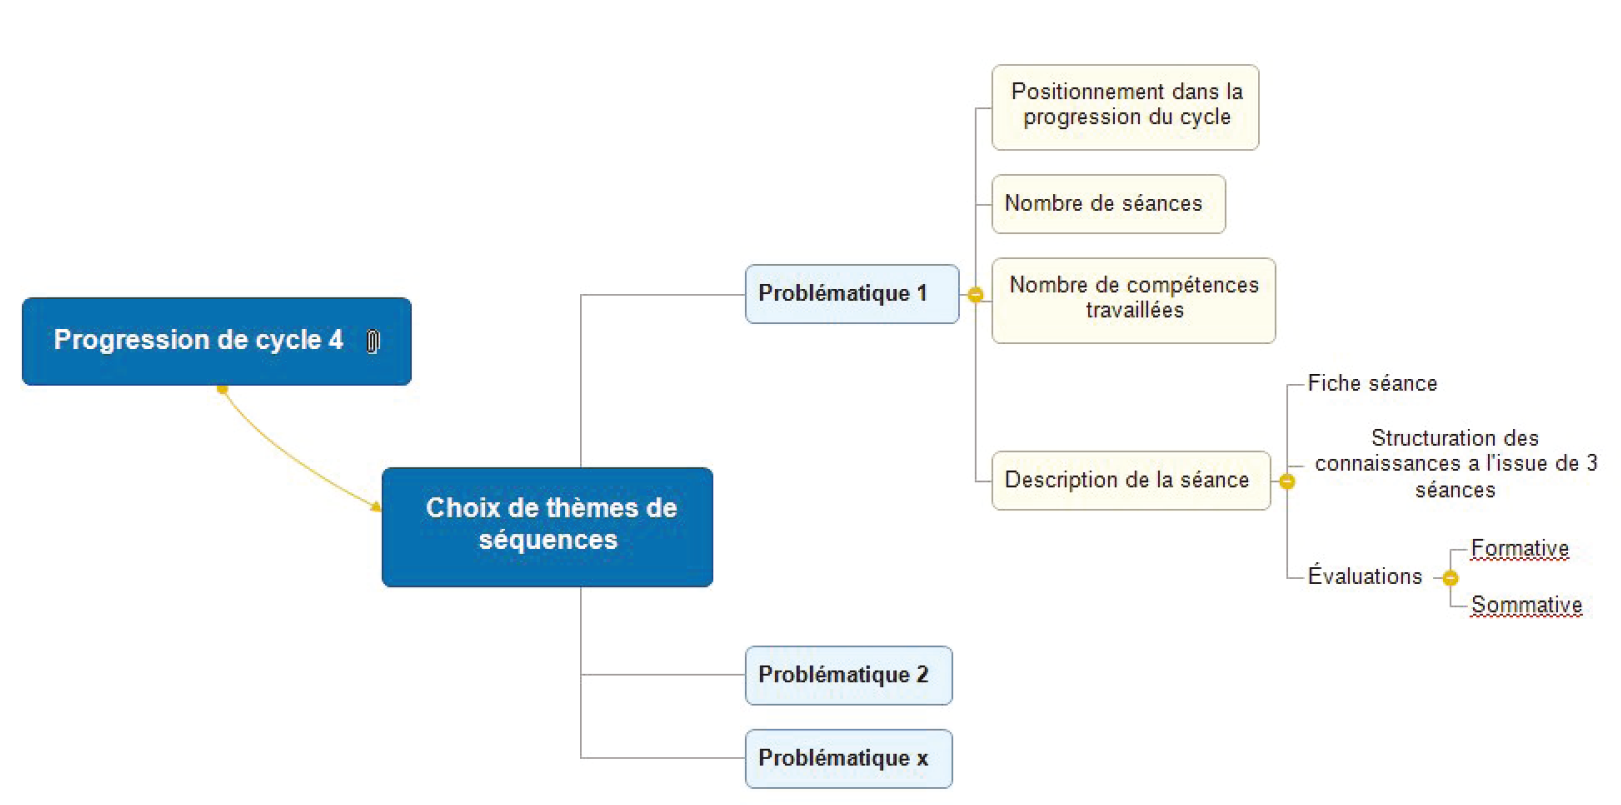 Positionnement dans la
progression du cycle
Nombre de séances
Nombre de compétences
travaillées
Problématique 1
Progression de cycle 4
Description de la séance
Fiche séance
Structuration des
connaissances a l'issue de 3
séances
Évaluations
Formative
Sommative
Choix de thèmes de
séquences
Problématique 2
Problématique x